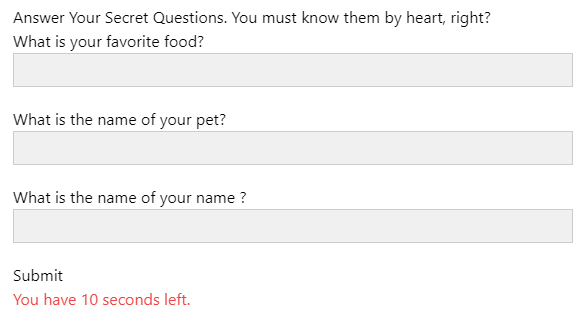 Answer Your Secret Questions. You must know them by heart, right?
What is your favorite food?
What is the name of your pet?
What is the name of your name ?
Submit
You have 10 seconds left.